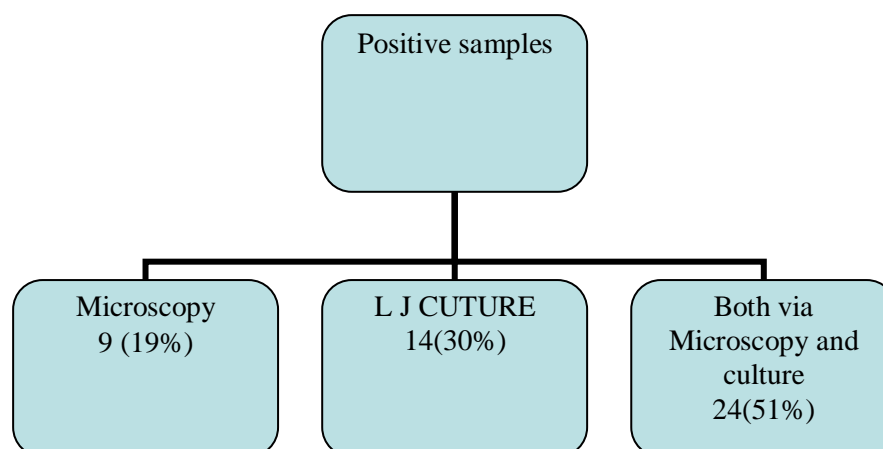 Positive samples
Microscopy
9 (19%)
L J CUTURE
14(30%)
Both via
Microscopy and
culture
24(51%)